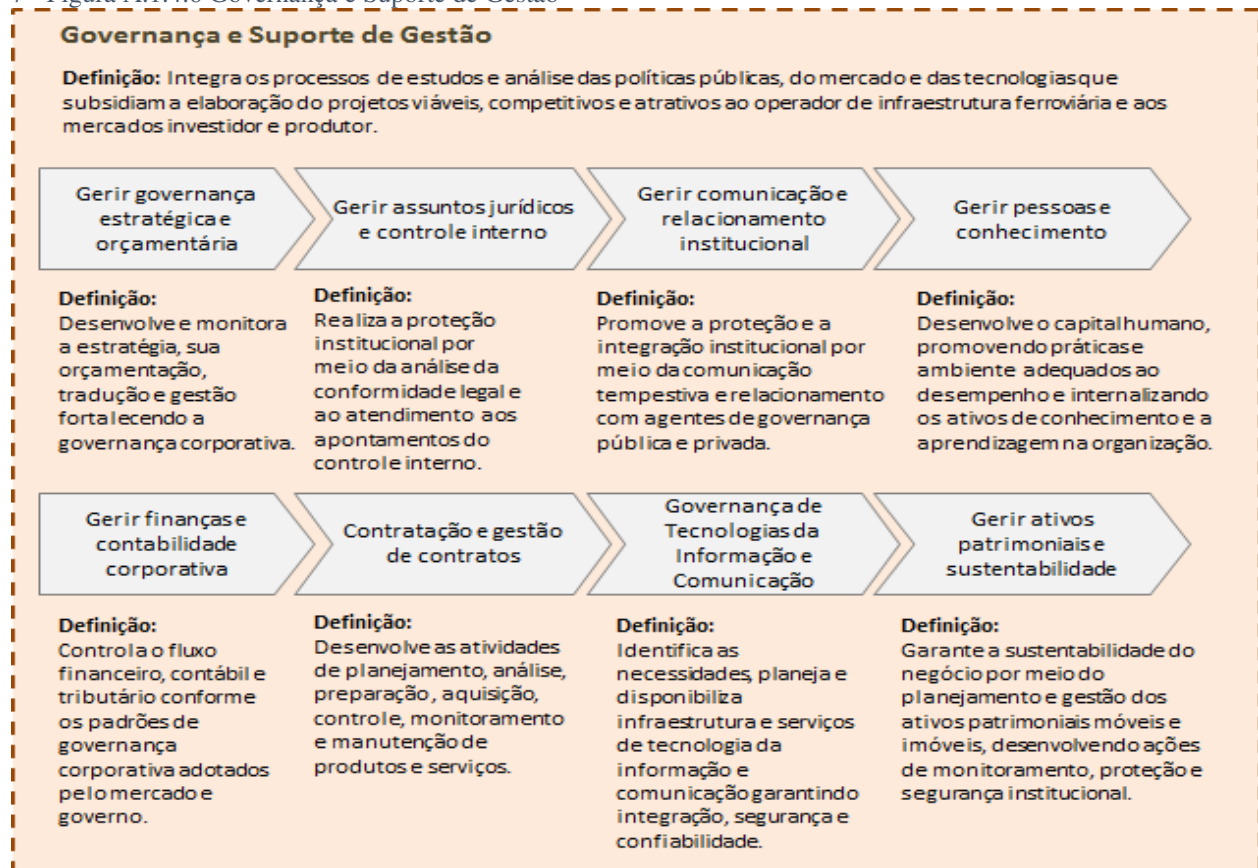 Figura A.1.4.6 Governança e Suporte de Gestão
Governança e Suporte de Gestão
Definição: Integra os processos de estudos e análise das políticas públicas, do mercado e das tecnologias que
subsidiam a elaboração do projetos viáveis, competitivos e atrativos ao operador de infraestrutura ferroviária e aos
mercados investidor e produtor.
Gerir governança
estratégica e
orçamentária
Gerir assuntos jurídicos
e controle interno
Gerir comunicação e
relacionamento
institucional
Gerir pessoas e
conhecimento
Definição:
Desenvolve e monitora
a estratégia, sua
orçamentação,
tradução e gestão
fortalecendo a
governança corporativa.
Definição:
Realiza a proteção
institucional por
meio da análise da
conformidade legal e
ao atendimento aos
apontamentos do
controle interno.
Definição:
Promove a proteção e a
integração institucional por
meio da comunicação
tempestiva e relacionamento
com agentes de governança
pública e privada.
Definição:
Desenvolve o capital humano,
promovendo práticas e
ambiente adequados ao
desempenho e internalizando
os ativos de conhecimento e a
aprendizagem na organização.
Gerir finanças e
contabilidade
corporativa
Contratação e gestão
de contratos
Governança de
Tecnologias da
Informação e
Comunicação
Gerir ativos
patrimoniais e
sustentabilidade
Definição:
Controla o fluxo
financeiro, contábil e
tributário conforme
os padrões de
governança
corporativa adotados
pelo mercado e
governo.
Definição:
Desenvolve as atividades
de planejamento, análise,
preparação, aquisição,
controle, monitoramento
e manutenção de
produtos e serviços.
Definição:
Identifica as
necessidades, planeja e
disponibiliza
infraestrutura e serviços
de tecnologia da
informação e
comunicação garantindo
integração, segurança e
confiabilidade.
Definição:
Garante a sustentabilidade do
negócio por meio do
planejamento e gestão dos
ativos patrimoniais móveis e
imóveis, desenvolvendo ações
de monitoramento, proteção e
segurança institucional.